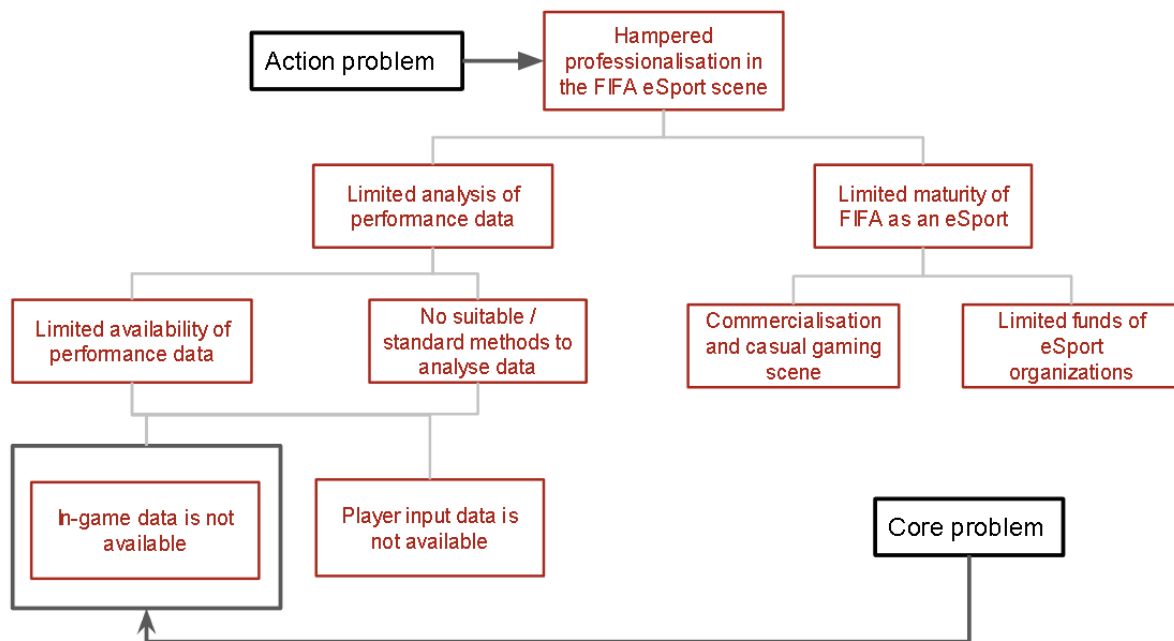 Action problem
Hampered
professionalisation in
the FIFA eSport scene
Limited analysis of
performance data
Limited maturity of
FIFA as an eSport
Limited availability of
performance data
No suitable /
standard methods to
analyse data
Commercialisation
and casual gaming
scene
Limited funds of
eSport
organizations
In-game data is not
available
Player input data is
not available
Core problem